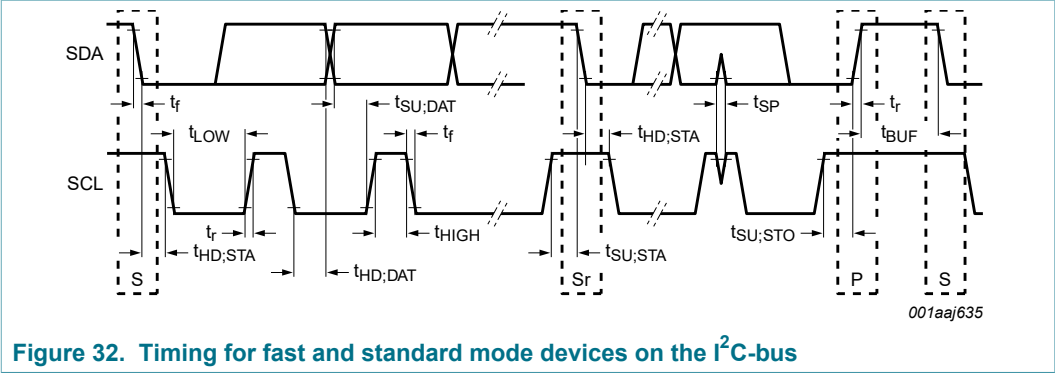 SDA
t_f
t_SU;DAT
t_SP
t_r
t_LOW
t_f
t_HD;STA
t_BUF
SCL
t_r
t_HIGH
t_SU;STO
t_HD;STA
t_SU;STA
t_HD;DAT
S
Sr
P
S
001aaj635
Figure 32. Timing for fast and standard mode devices on the I²C-bus